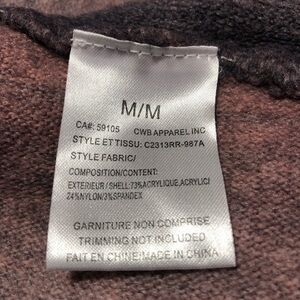 M/M
CA#: 59105 CWB APPAREL INC
STYLE ET TISSU: C2313RR-987A
STYLE FABRIC/
COMPOSITION/CONTENT:
EXTERIEUR/SHELL:73%ACRYLIQUE,ACRYLIC/
24%NYLON/3%SPANDEX
GARNITURE NON COMPRISE
TRIMMING NOT INCLUDED
FAIT EN CHINE/MADE IN CHINA